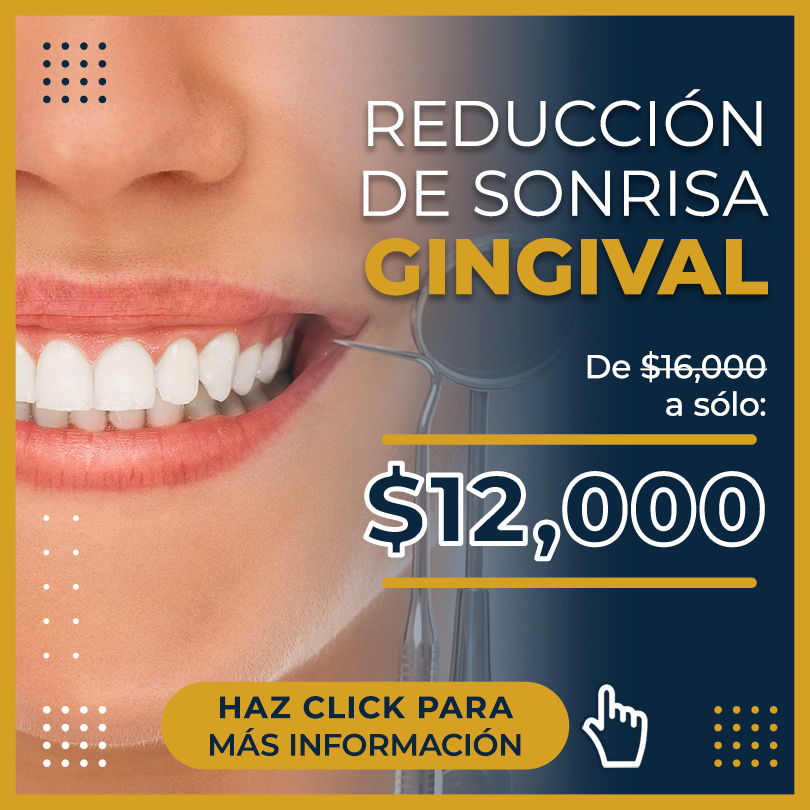 REDUCCIÓN
DE SONRISA
GINGIVAL
De $16,000
a sólo:
$12,000
HAZ CLICK PARA
MÁS INFORMACIÓN